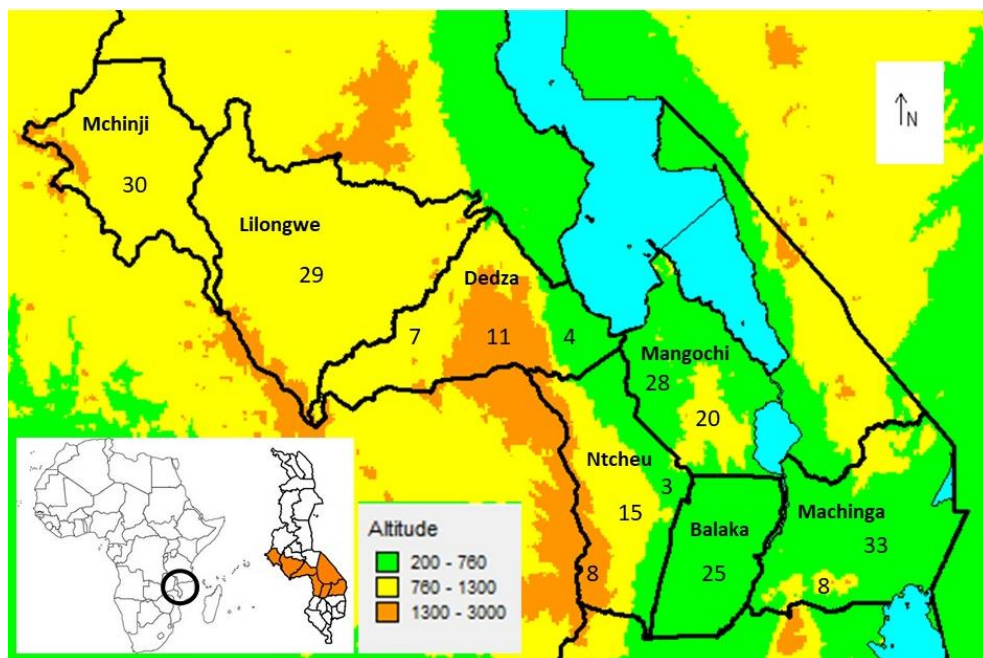 Mchinji
30
Lilongwe
29
Dedza
7
11
4
Mangochi
28
20
Ntcheu
3
15
8
Balaka
25
Machinga
33
8
N
Altitude
200 - 760
760 - 1300
1300 - 3000